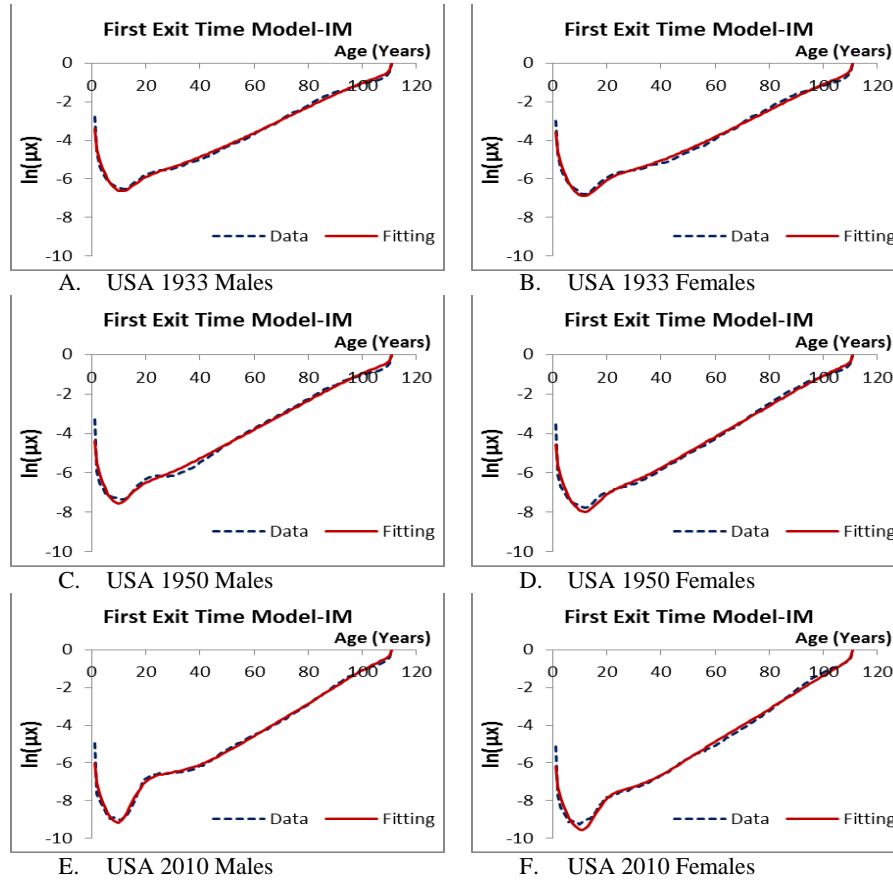 First Exit Time Model-IM
Age (Years)
0
0 20 40 60 80 100 120
-2
-4
-6
-8
-10
ln(μx)
Data Fitting
A. USA 1933 Males
First Exit Time Model-IM
Age (Years)
0
0 20 40 60 80 100 120
-2
-4
-6
-8
-10
ln(μx)
Data Fitting
B. USA 1933 Females
First Exit Time Model-IM
Age (Years)
0
0 20 40 60 80 100 120
-2
-4
-6
-8
-10
ln(μx)
Data Fitting
C. USA 1950 Males
First Exit Time Model-IM
Age (Years)
0
0 20 40 60 80 100 120
-2
-4
-6
-8
-10
ln(μx)
Data Fitting
D. USA 1950 Females
First Exit Time Model-IM
Age (Years)
0
0 20 40 60 80 100 120
-2
-4
-6
-8
-10
ln(μx)
Data Fitting
E. USA 2010 Males
First Exit Time Model-IM
Age (Years)
0
0 20 40 60 80 100 120
-2
-4
-6
-8
-10
ln(μx)
Data Fitting
F. USA 2010 Females